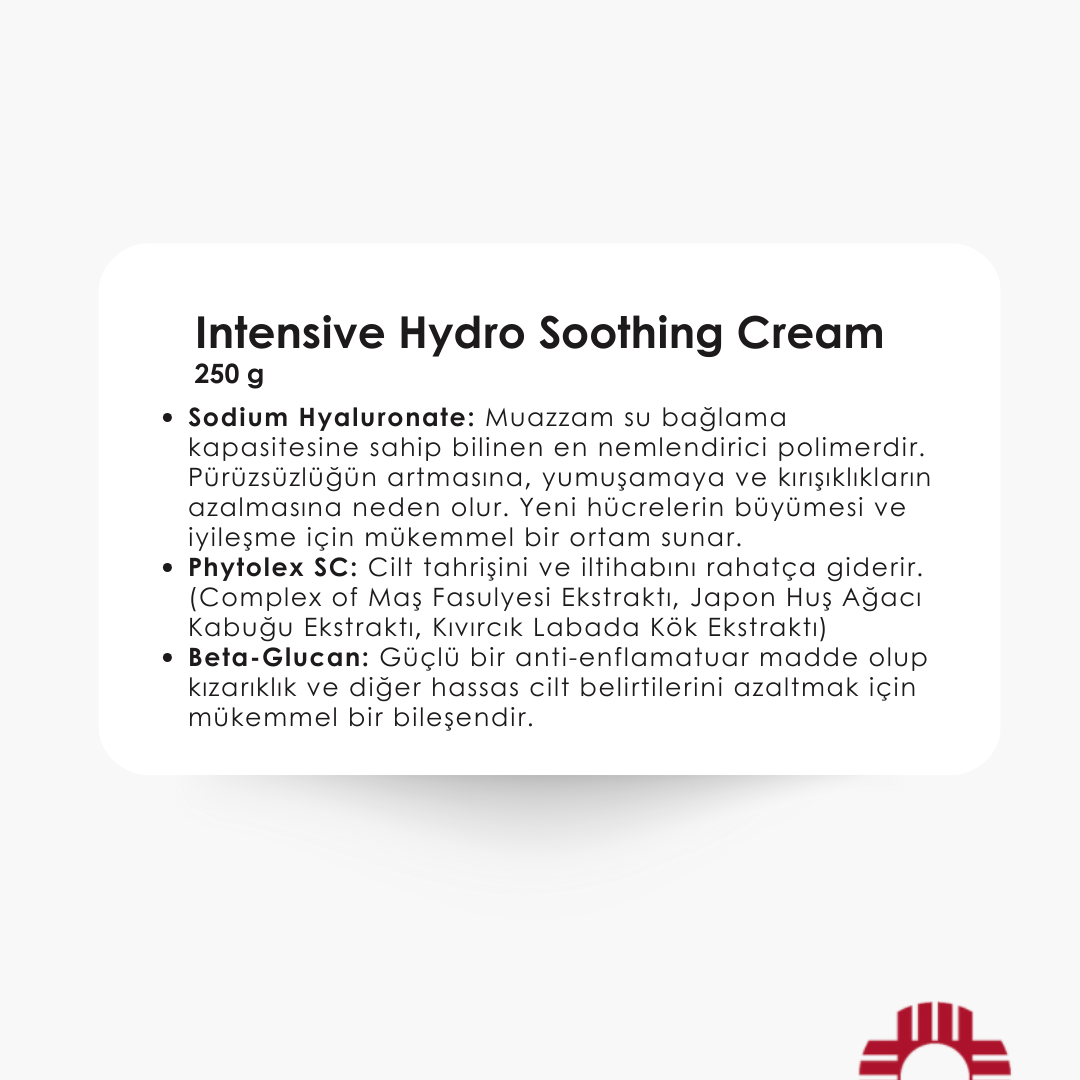 Intensive Hydro Soothing Cream
250 g
• Sodium Hyaluronate: Muazzam su bağlama
kapasitesine sahip bilinen en nemlendirici polimerdir.
Pürüzsüzlüğün artmasına, yumuşamaya ve kırışıklıkların
azalmasına neden olur. Yeni hücrelerin büyümesi ve
iyileşme için mükemmel bir ortam sunar.
• Phytolex SC: Cilt tahrişini ve iltihabını rahatça giderir.
(Complex of Maş Fasulyesi Ekstraktı, Japon Huş Ağacı
Kabuğu Ekstraktı, Kıvırcık Labada Kök Ekstraktı)
• Beta-Glucan: Güçlü bir anti-enflamatuar madde olup
kızarıklık ve diğer hassas cilt belirtilerini azaltmak için
mükemmel bir bileşendir.